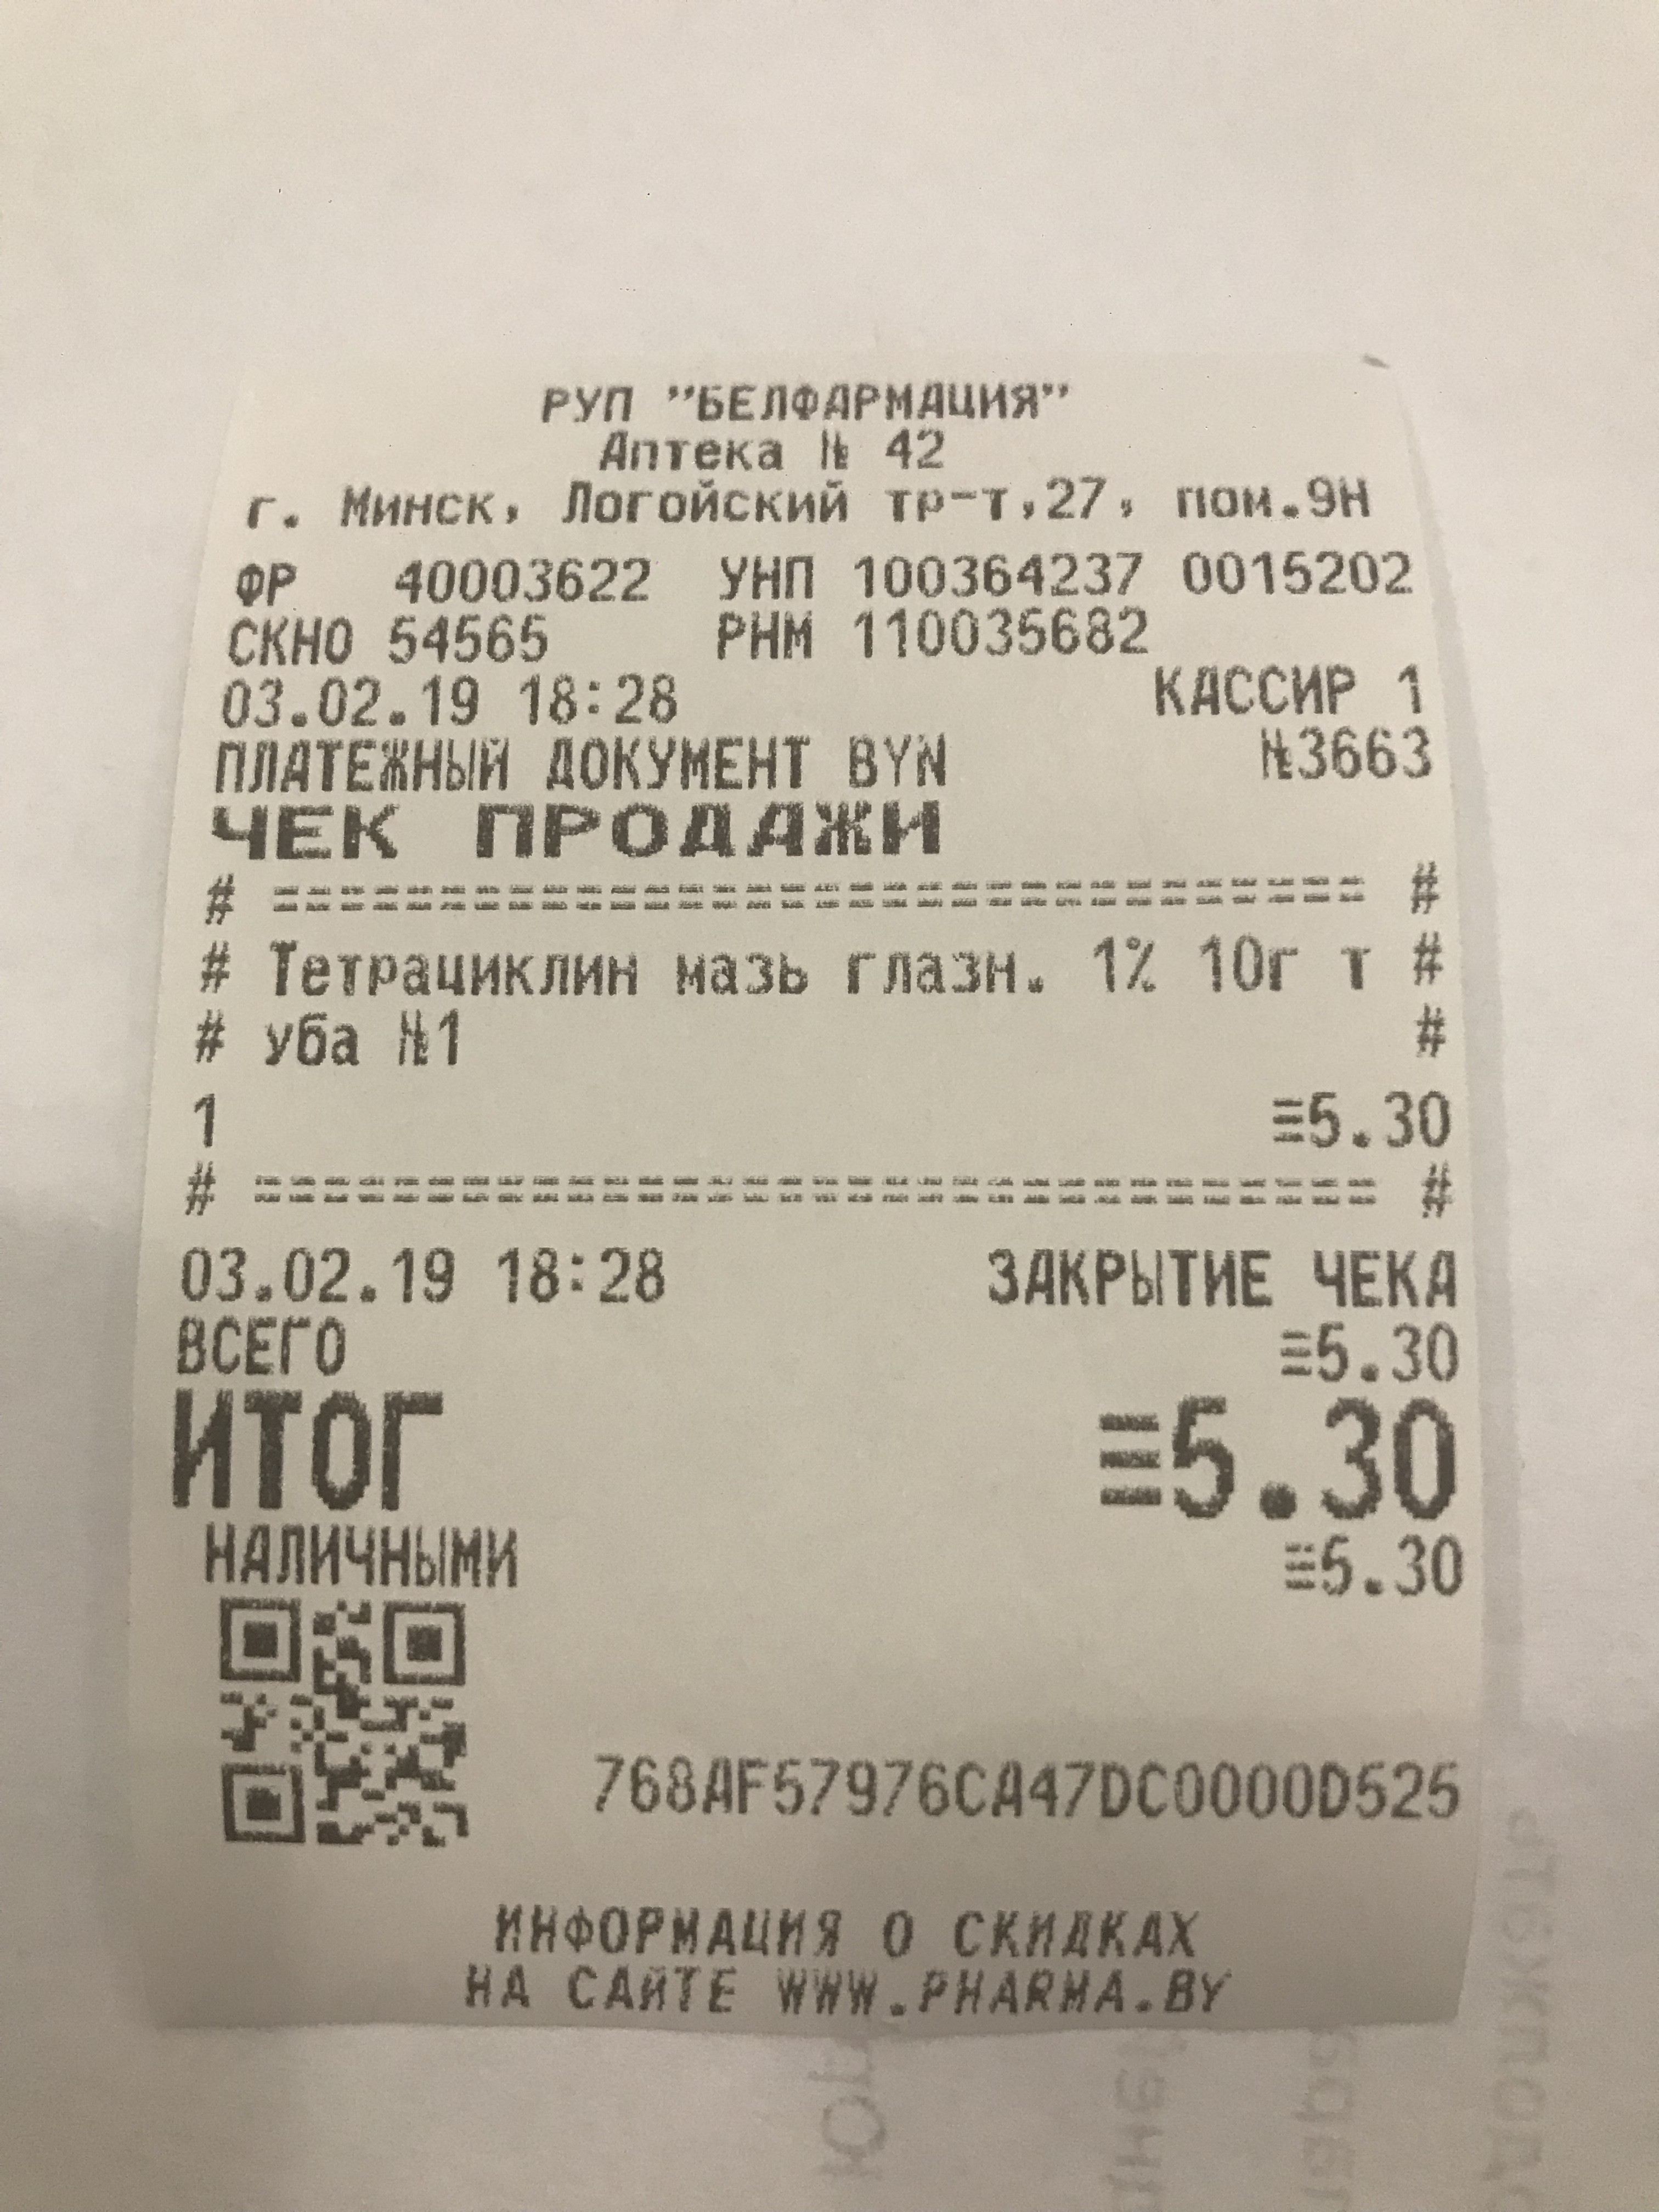 РУП "БЕЛФАРМАЦИЯ"
Аптека № 42
г. Минск, Логойский тр-т,27, пом.9Н
ФР 40003622 УНП 100364237 0015202
СКНО 54565 РНМ 110035682
03.02.19 18:28 КАССИР 1
ПЛАТЕЖНЫЙ ДОКУМЕНТ BYN №3663
ЧЕК ПРОДАЖИ
# ================================ #
# Тетрациклин мазь глазн. 1% 10г т #
# уба №1 #
1 ≡5.30
# ================================ #
03.02.19 18:28 ЗАКРЫТИЕ ЧЕКА
ВСЕГО ≡5.30
ИТОГ ≡5.30
НАЛИЧНЫМИ ≡5.30
768AF57976CA47DC0000D525
ИНФОРМАЦИЯ О СКИДКАХ
НА САЙТЕ WWW.PHARMA.BY